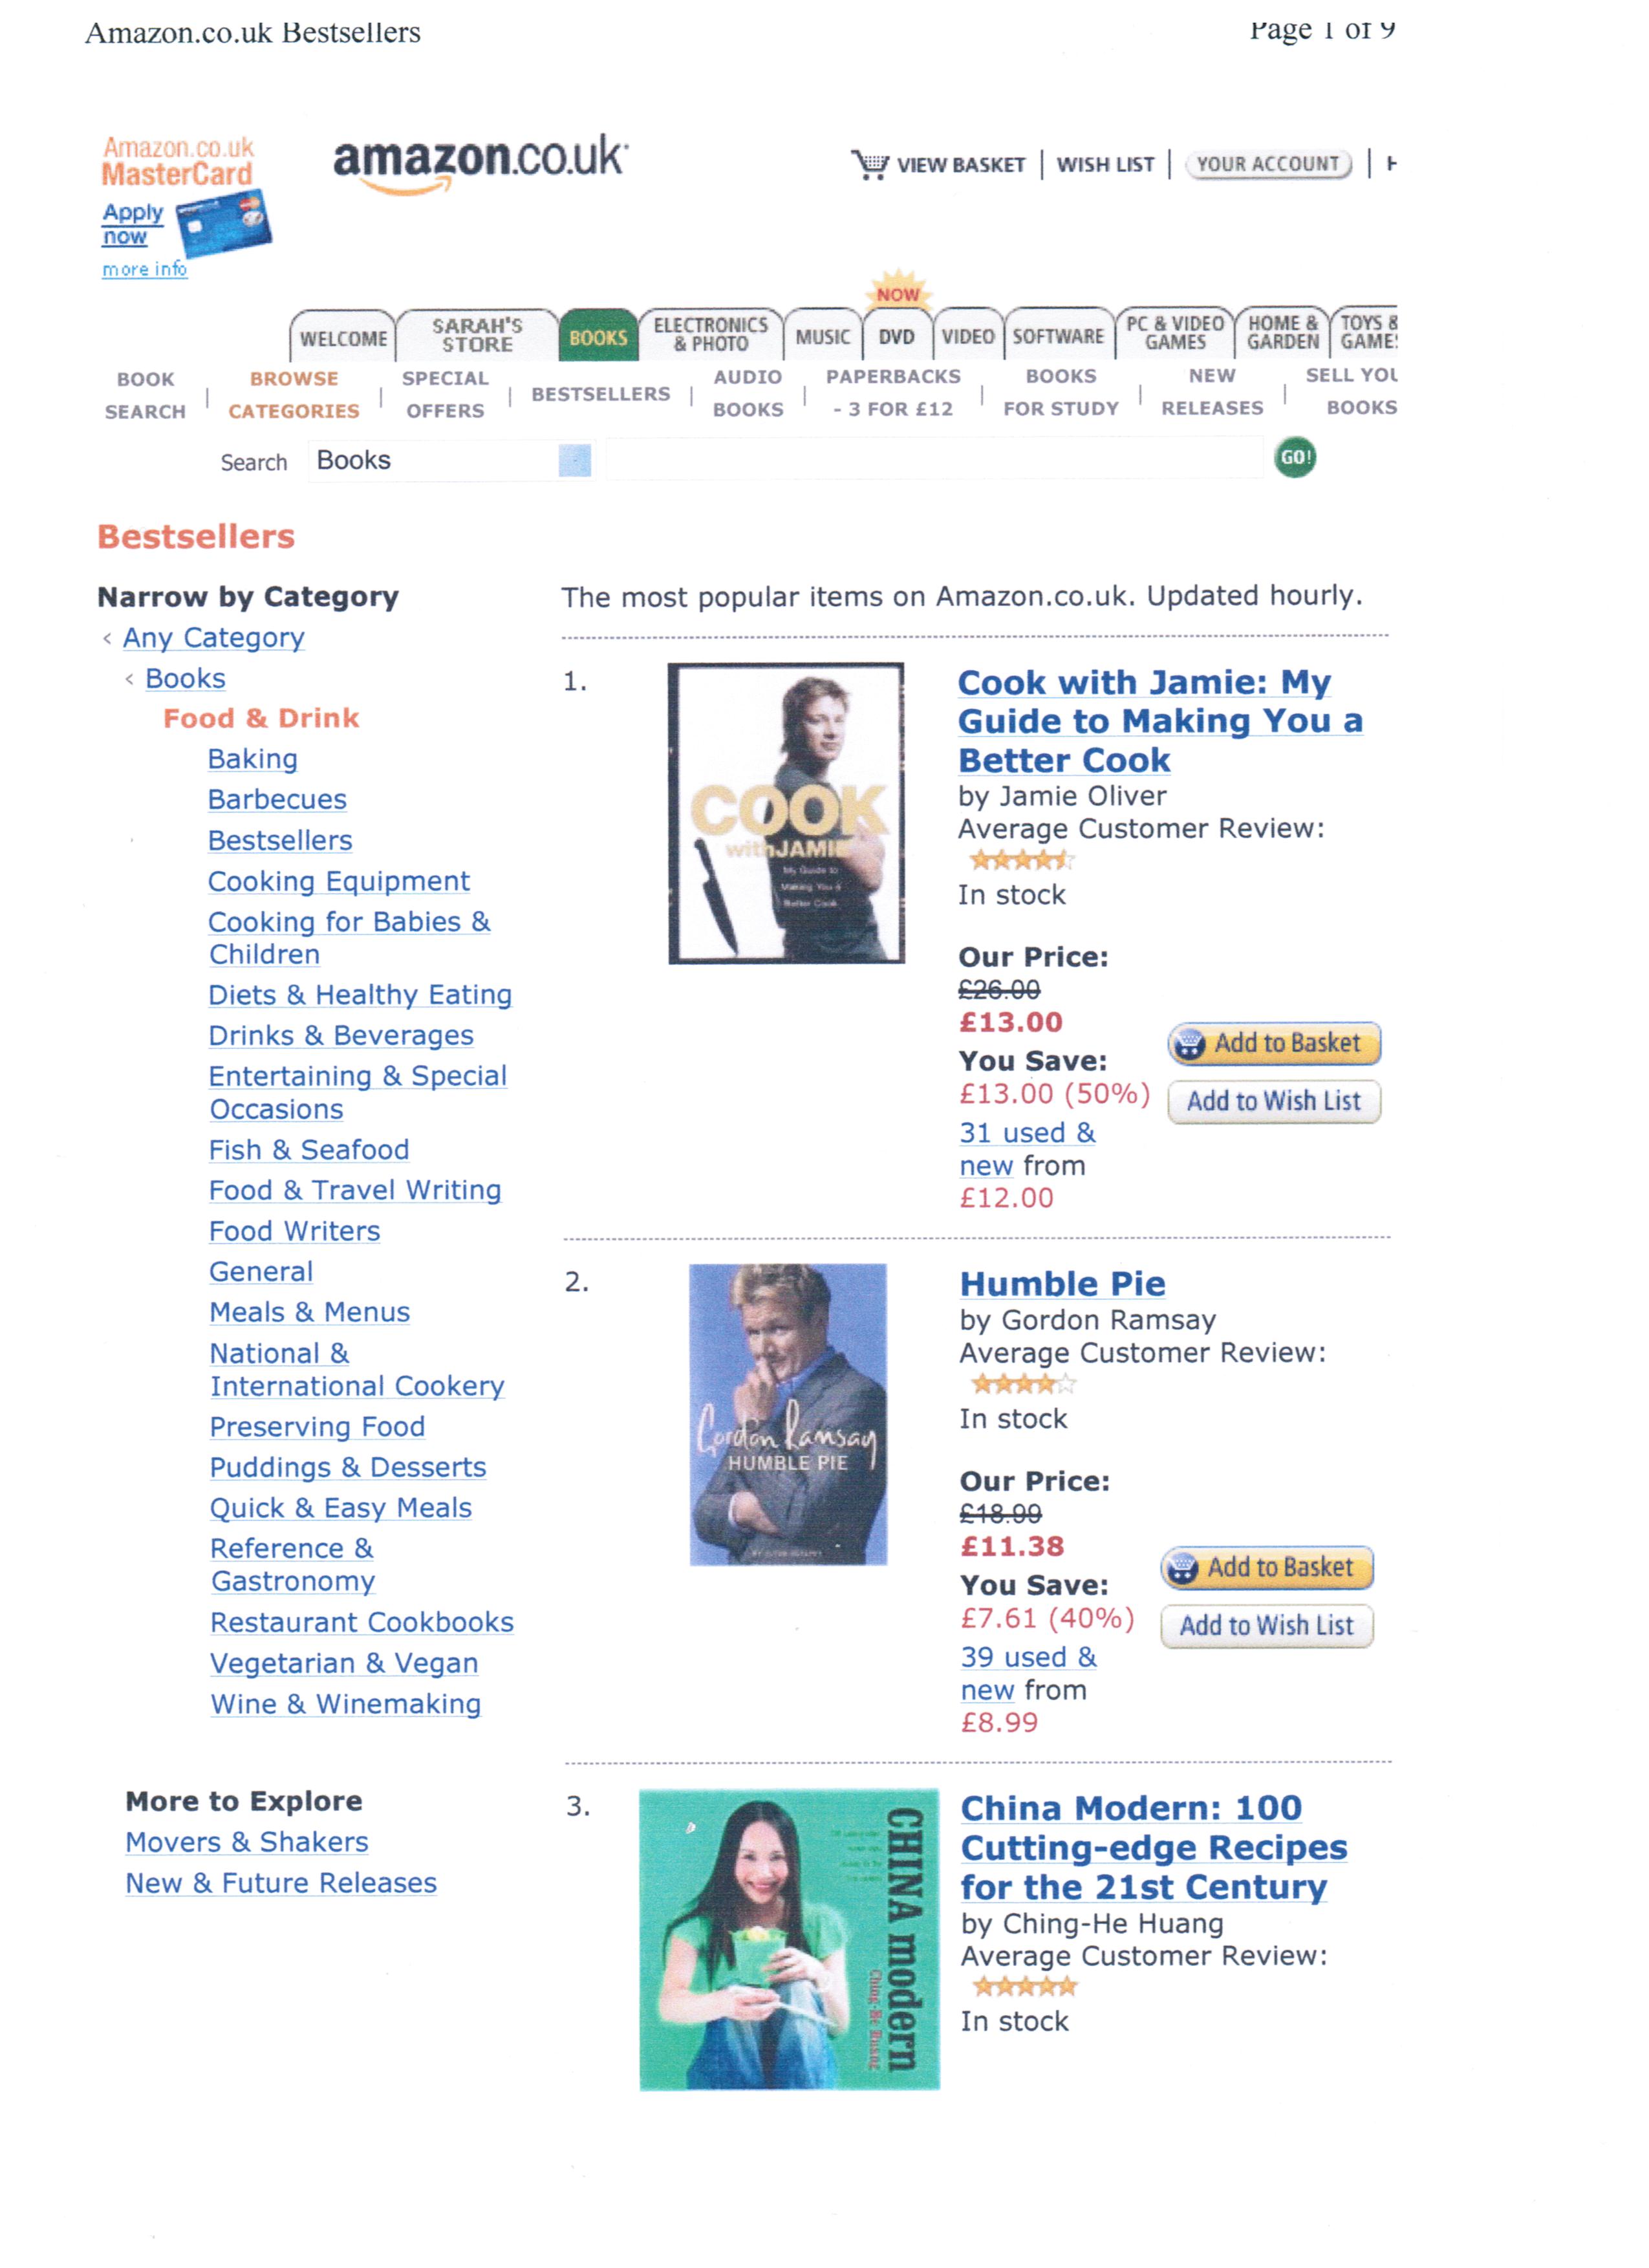 Amazon.co.uk Bestsellers
Page 1 of 9
Amazon.co.uk
MasterCard
Apply
now
more info
amazon.co.uk
VIEW BASKET | WISH LIST | YOUR ACCOUNT |
NOW
WELCOME
SARAH'S
STORE
BOOKS
ELECTRONICS
& PHOTO
MUSIC
DVD
VIDEO
SOFTWARE
PC & VIDEO
GAMES
HOME &
GARDEN
TOYS &
GAME
BOOK
SEARCH
BROWSE
CATEGORIES
SPECIAL
OFFERS
BESTSELLERS
AUDIO
BOOKS
PAPERBACKS
- 3 FOR £12
BOOKS
FOR STUDY
NEW
RELEASES
SELL YOU
BOOKS
Search Books
GO!
Bestsellers
Narrow by Category
‹ Any Category
‹ Books
Food & Drink
Baking
Barbecues
Bestsellers
Cooking Equipment
Cooking for Babies &
Children
Diets & Healthy Eating
Drinks & Beverages
Entertaining & Special
Occasions
Fish & Seafood
Food & Travel Writing
Food Writers
General
Meals & Menus
National &
International Cookery
Preserving Food
Puddings & Desserts
Quick & Easy Meals
Reference &
Gastronomy
Restaurant Cookbooks
Vegetarian & Vegan
Wine & Winemaking
More to Explore
Movers & Shakers
New & Future Releases
The most popular items on Amazon.co.uk. Updated hourly.
1.
COOK
withJAMIE
My Guide to
Making You a
Better Cook
Cook with Jamie: My
Guide to Making You a
Better Cook
by Jamie Oliver
Average Customer Review:
In stock
Our Price:
£26.00
£13.00
You Save:
£13.00 (50%)
31 used &
new from
£12.00
Add to Basket
Add to Wish List
2.
Gordon Ramsay
HUMBLE PIE
Humble Pie
by Gordon Ramsay
Average Customer Review:
In stock
Our Price:
£18.99
£11.38
You Save:
£7.61 (40%)
39 used &
new from
£8.99
Add to Basket
Add to Wish List
3.
CHINA modern
Ching-He Huang
China Modern: 100
Cutting-edge Recipes
for the 21st Century
by Ching-He Huang
Average Customer Review:
In stock